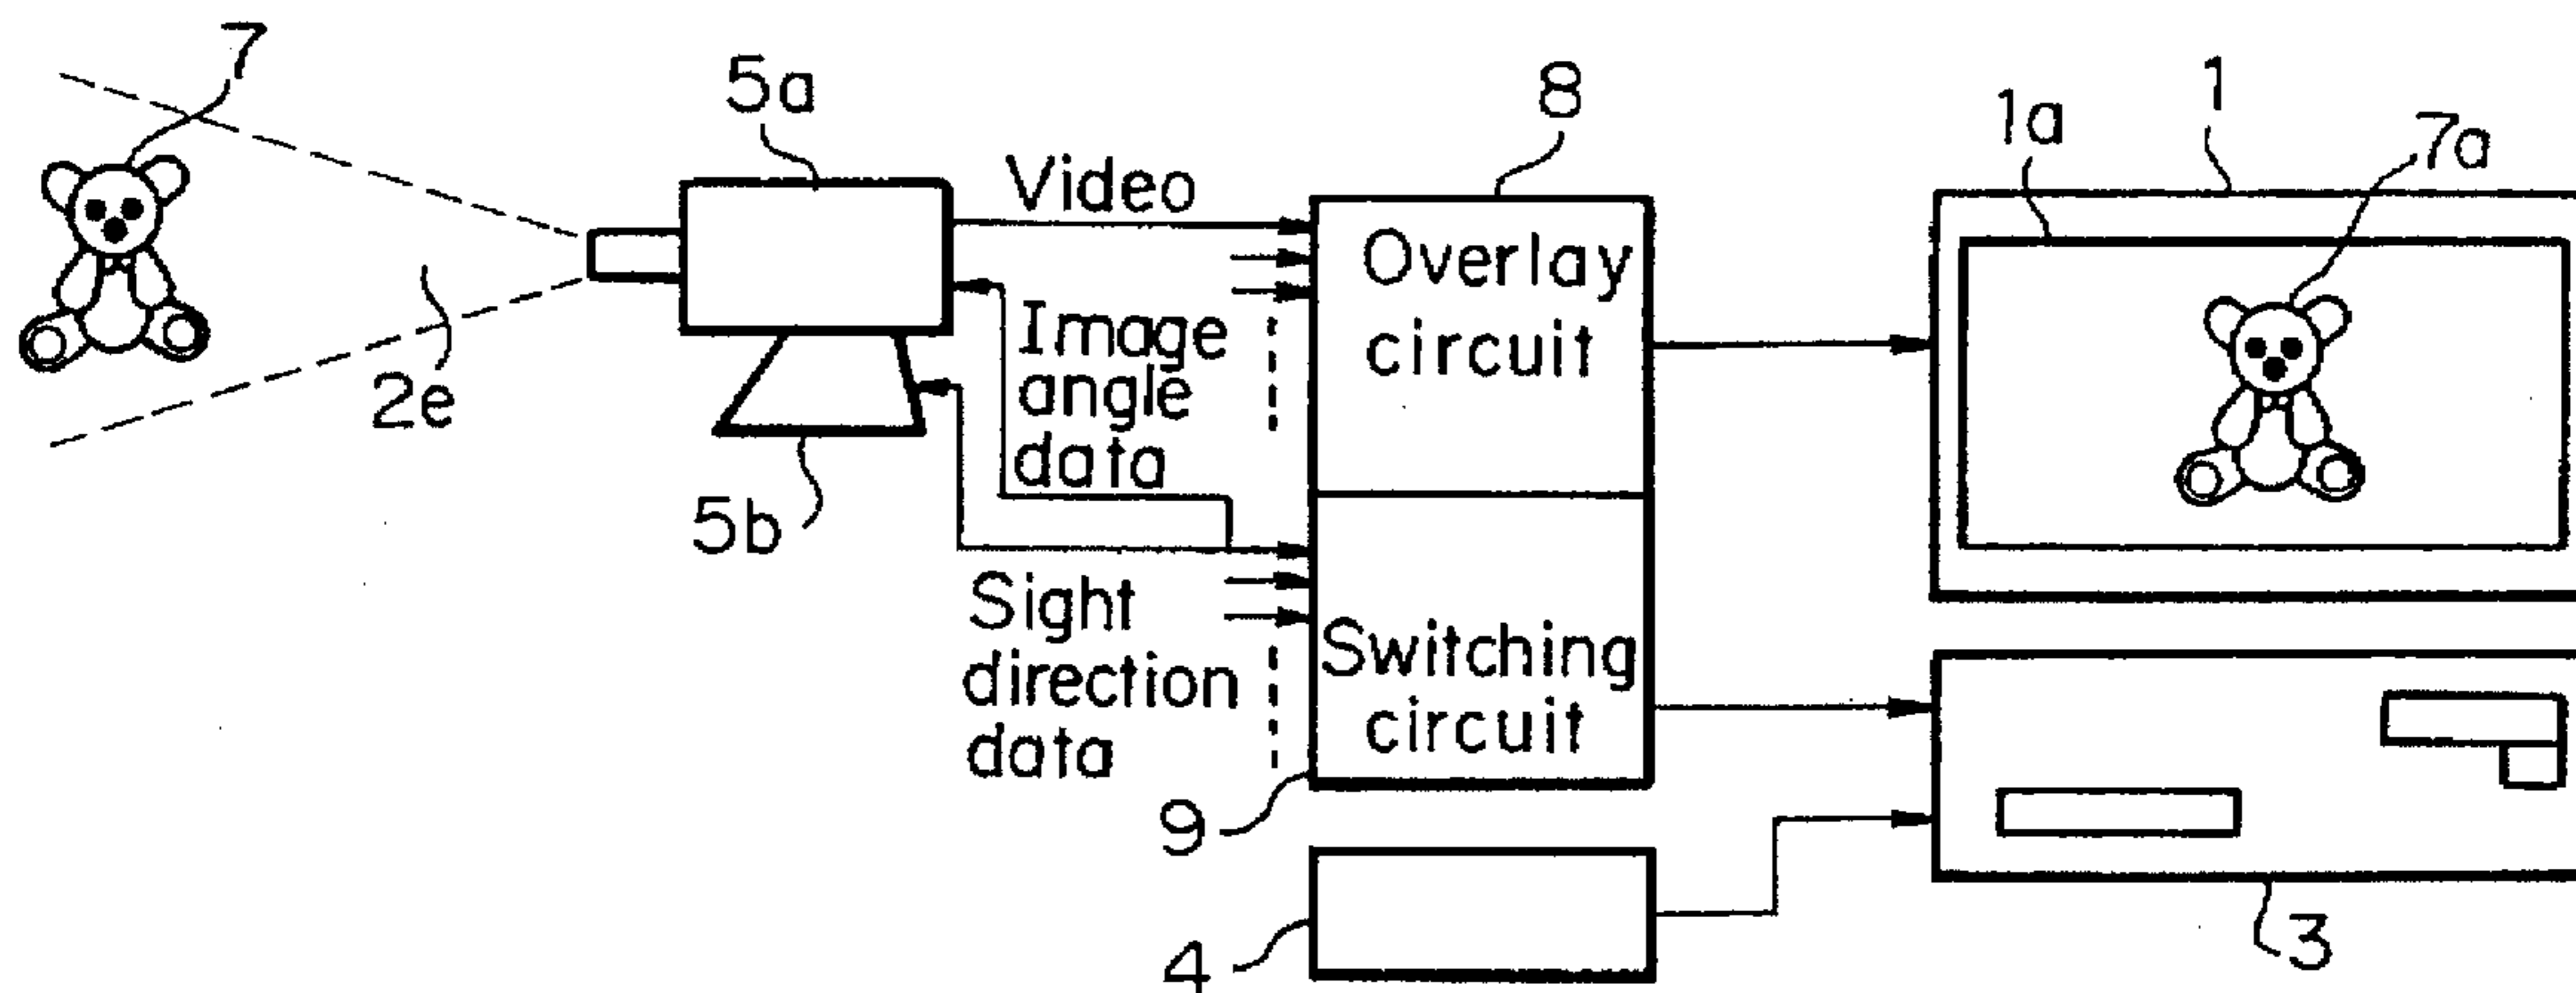 7
5a
8
1
1a
7a
Video
Overlay
circuit
Image
angle
data
2e
5b
Sight
direction
data
Switching
circuit
9
4
3